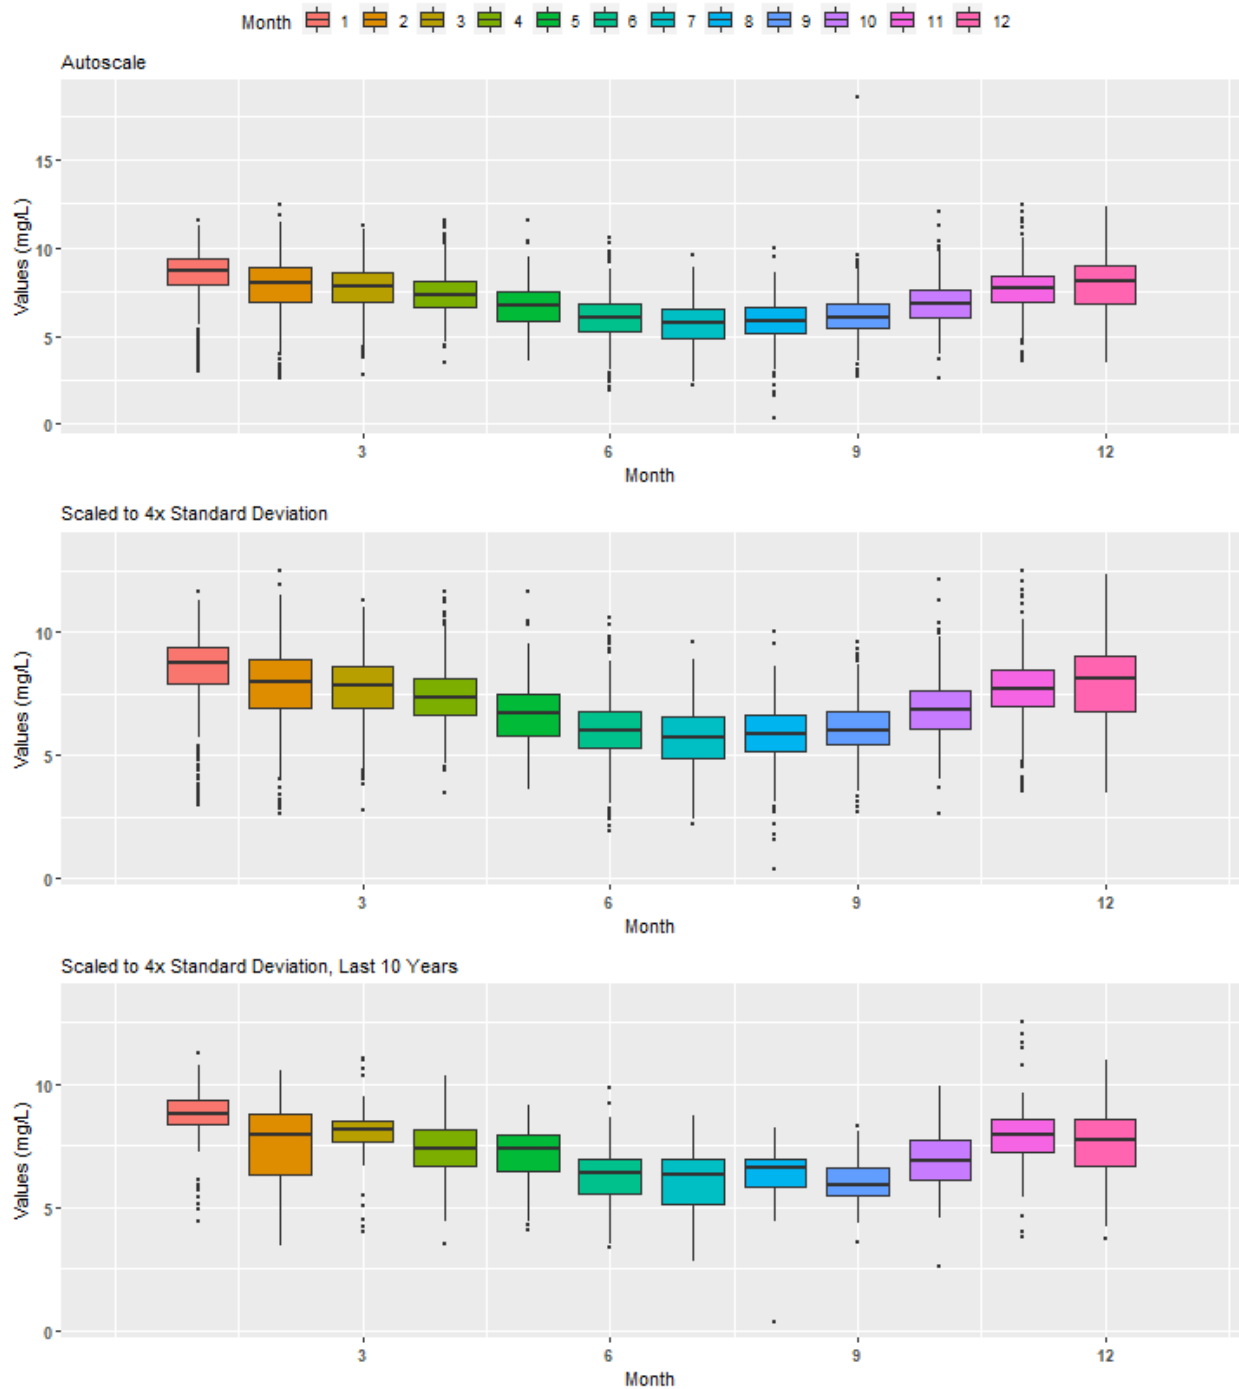 Month 1 2 3 4 5 6 7 8 9 10 11 12
Autoscale
Values (mg/L)
15
10
5
0
3 6 9 12
Month
Scaled to 4x Standard Deviation
Values (mg/L)
10
5
0
3 6 9 12
Month
Scaled to 4x Standard Deviation, Last 10 Years
Values (mg/L)
10
5
0
3 6 9 12
Month